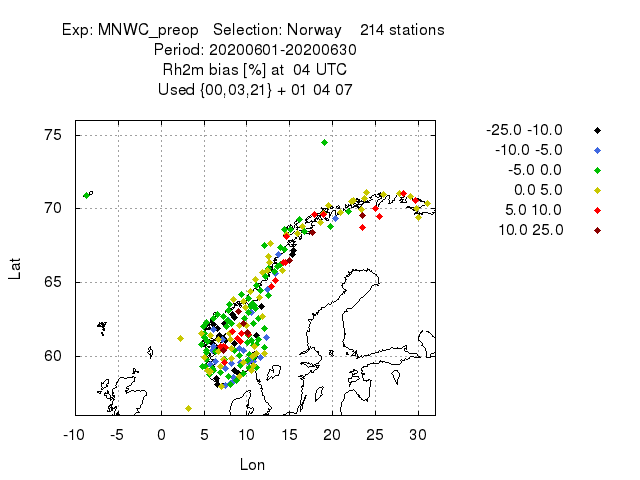 Exp: MNWC_preop   Selection: Norway    214 stations
Period: 20200601-20200630
Rh2m bias [%] at  04 UTC
Used {00,03,21} + 01 04 07
-25.0 -10.0
-10.0 -5.0
-5.0 0.0
0.0 5.0
5.0 10.0
10.0 25.0
75
70
65
60
Lat
-10 -5 0 5 10 15 20 25 30
Lon